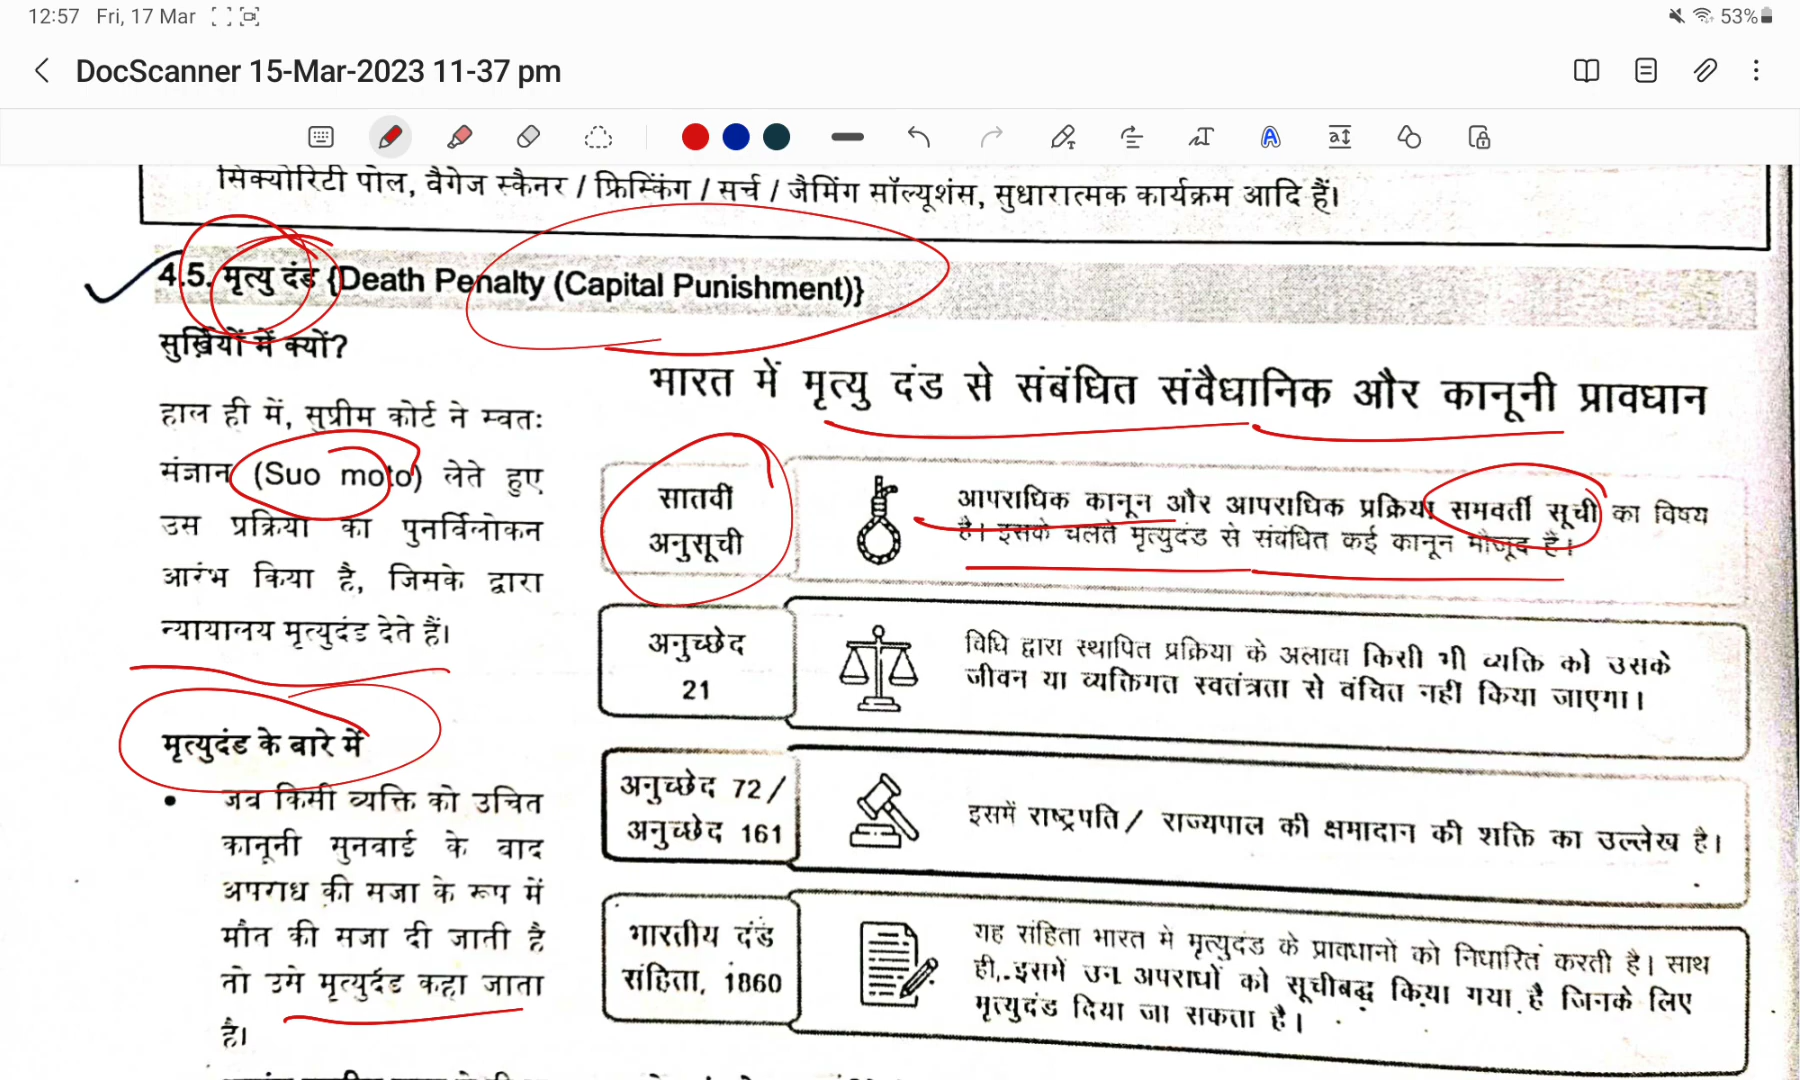 12:57 Fri, 17 Mar
53%
DocScanner 15-Mar-2023 11-37 pm
सिक्योरिटी पोल, वैगेज स्कैनर / फ्रिस्किंग / सर्च / जैमिंग सॉल्यूशंस, सुधारात्मक कार्यक्रम आदि हैं।
4.5. मृत्यु दंड {Death Penalty (Capital Punishment)}
सुर्ख़ियों में क्यों?
हाल ही में, सुप्रीम कोर्ट ने स्वतः
संज्ञान (Suo moto) लेते हुए
उस प्रक्रिया का पुनर्विलोकन
आरंभ किया है, जिसके द्वारा
न्यायालय मृत्युदंड देते हैं।
मृत्युदंड के बारे में
• जब किसी व्यक्ति को उचित
कानूनी सुनवाई के बाद
अपराध की सजा के रूप में
मौत की सजा दी जाती है
तो उसे मृत्युदंड कहा जाता
है।
भारत में मृत्यु दंड से संबंधित संवैधानिक और कानूनी प्रावधान
सातवीं
अनुसूची
आपराधिक कानून और आपराधिक प्रक्रिया समवर्ती सूची का विषय
है। इसके चलते मृत्युदंड से संबंधित कई कानून मौजूद हैं।
अनुच्छेद
21
विधि द्वारा स्थापित प्रक्रिया के अलावा किसी भी व्यक्ति को उसके
जीवन या व्यक्तिगत स्वतंत्रता से वंचित नहीं किया जाएगा।
अनुच्छेद 72 /
अनुच्छेद 161
इसमें राष्ट्रपति / राज्यपाल की क्षमादान की शक्ति का उल्लेख है।
भारतीय दंड
संहिता, 1860
यह संहिता भारत में मृत्युदंड के प्रावधानों को निर्धारित करती है। साथ
ही, इसमें उन अपराधों को सूचीबद्ध किया गया है जिनके लिए
मृत्युदंड दिया जा सकता है।